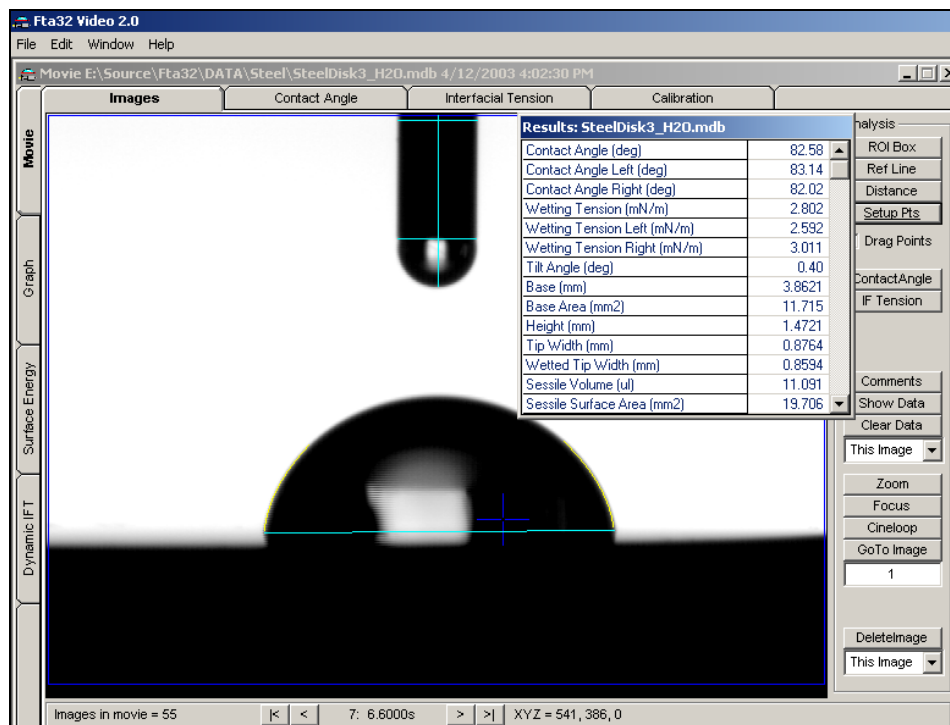 Fta32 Video 2.0
File Edit Window Help
Movie E:\Source\Fta32\DATA\Steel\SteelDisk3_H2O.mdb 4/12/2003 4:02:30 PM
Images Contact Angle Interfacial Tension Calibration
Movie
Graph
Surface Energy
Dynamic IFT
Results: SteelDisk3_H2O.mdb
Contact Angle (deg) 82.58
Contact Angle Left (deg) 83.14
Contact Angle Right (deg) 82.02
Wetting Tension (mN/m) 2.802
Wetting Tension Left (mN/m) 2.592
Wetting Tension Right (mN/m) 3.011
Tilt Angle (deg) 0.40
Base (mm) 3.8621
Base Area (mm2) 11.715
Height (mm) 1.4721
Tip Width (mm) 0.8764
Wetted Tip Width (mm) 0.8594
Sessile Volume (ul) 11.091
Sessile Surface Area (mm2) 19.706
nalysis
ROI Box
Ref Line
Distance
Setup Pts
Drag Points
ContactAngle
IF Tension
Comments
Show Data
Clear Data
This Image
Zoom
Focus
Cineloop
GoTo Image
1
DeleteImage
This Image
Images in movie = 55 |< < 7: 6.6000s > >| XYZ = 541, 386, 0